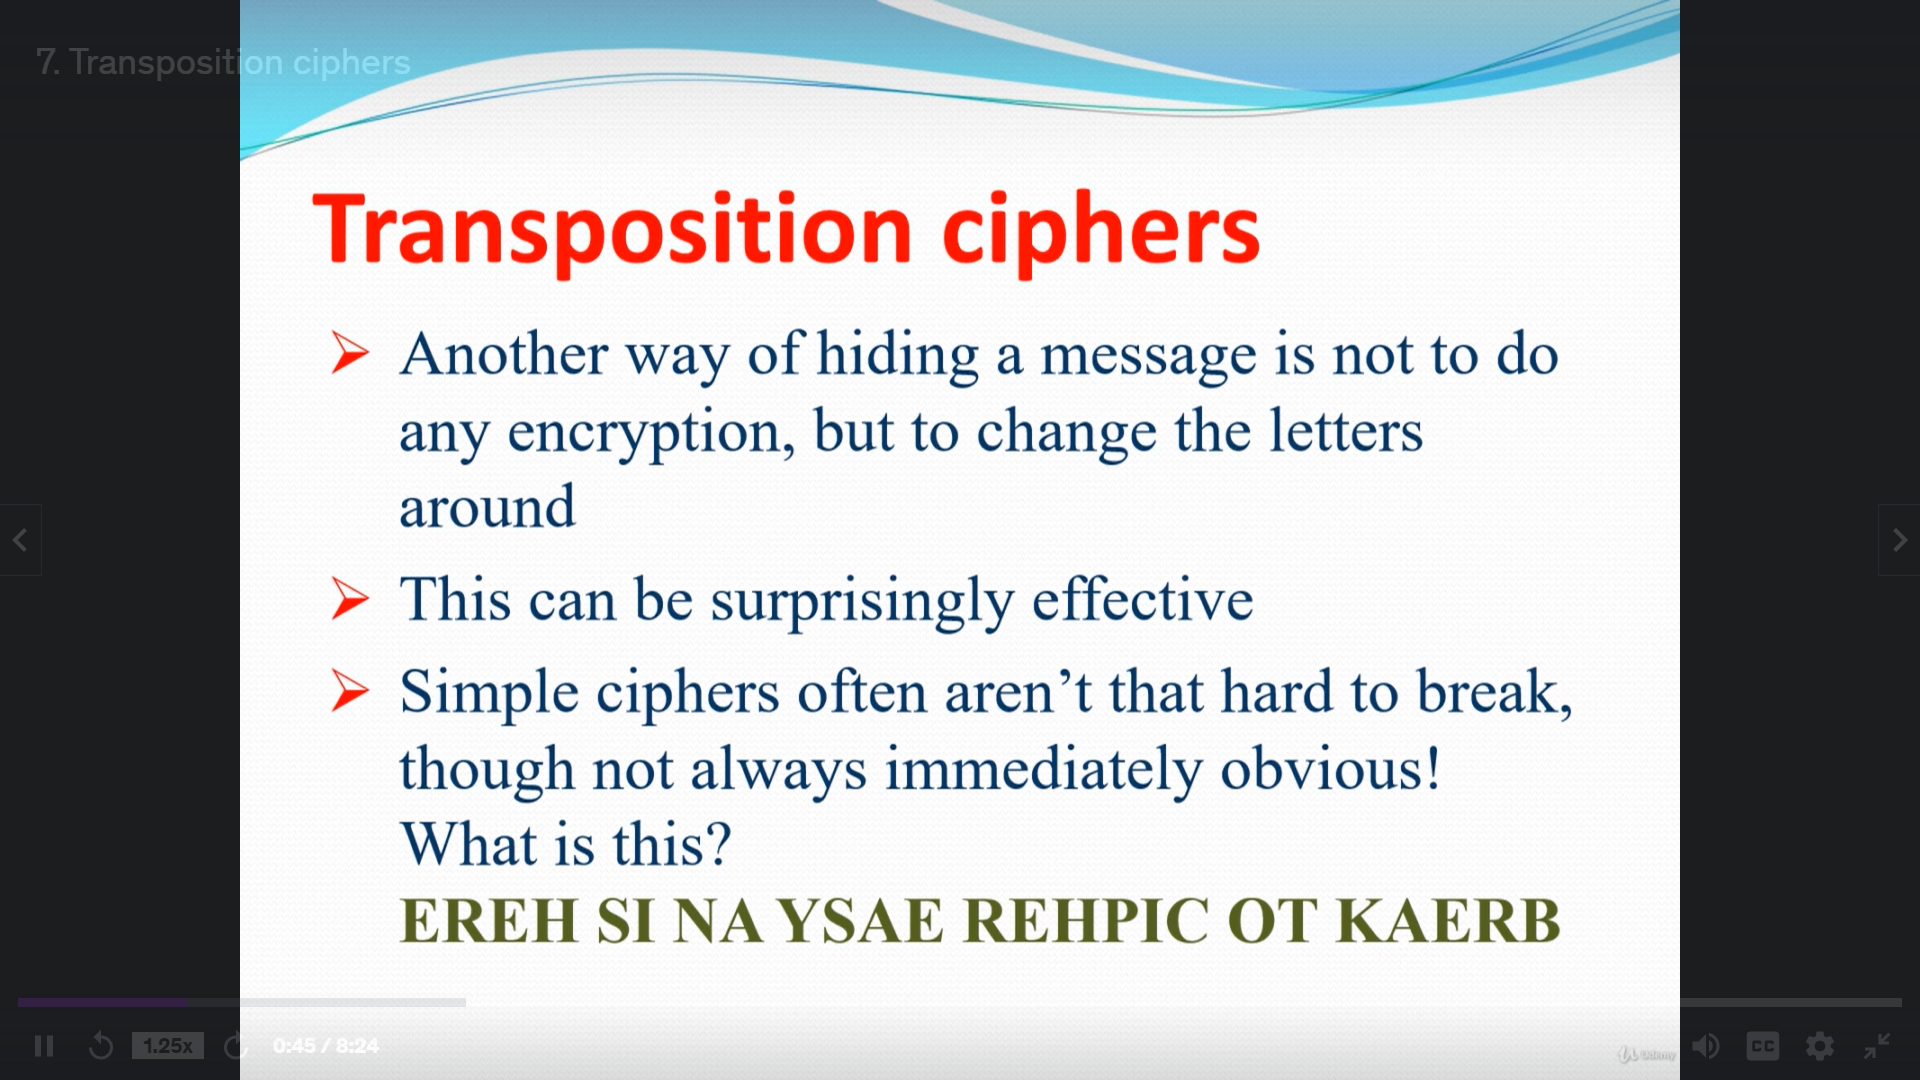 7. Transposition ciphers
Transposition ciphers
Another way of hiding a message is not to do
any encryption, but to change the letters
around
This can be surprisingly effective
Simple ciphers often aren’t that hard to break,
though not always immediately obvious!
What is this?
EREH SI NA YSAE REHPIC OT KAERB
1.25x
0:45 / 8:24
Udemy
CC